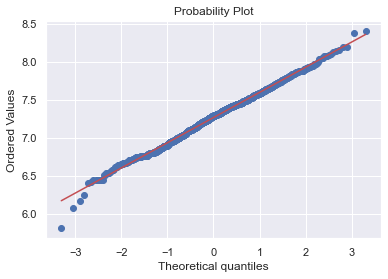 Probability Plot
8.5
8.0
7.5
7.0
6.5
6.0
Ordered Values
−3 −2 −1 0 1 2 3
Theoretical quantiles